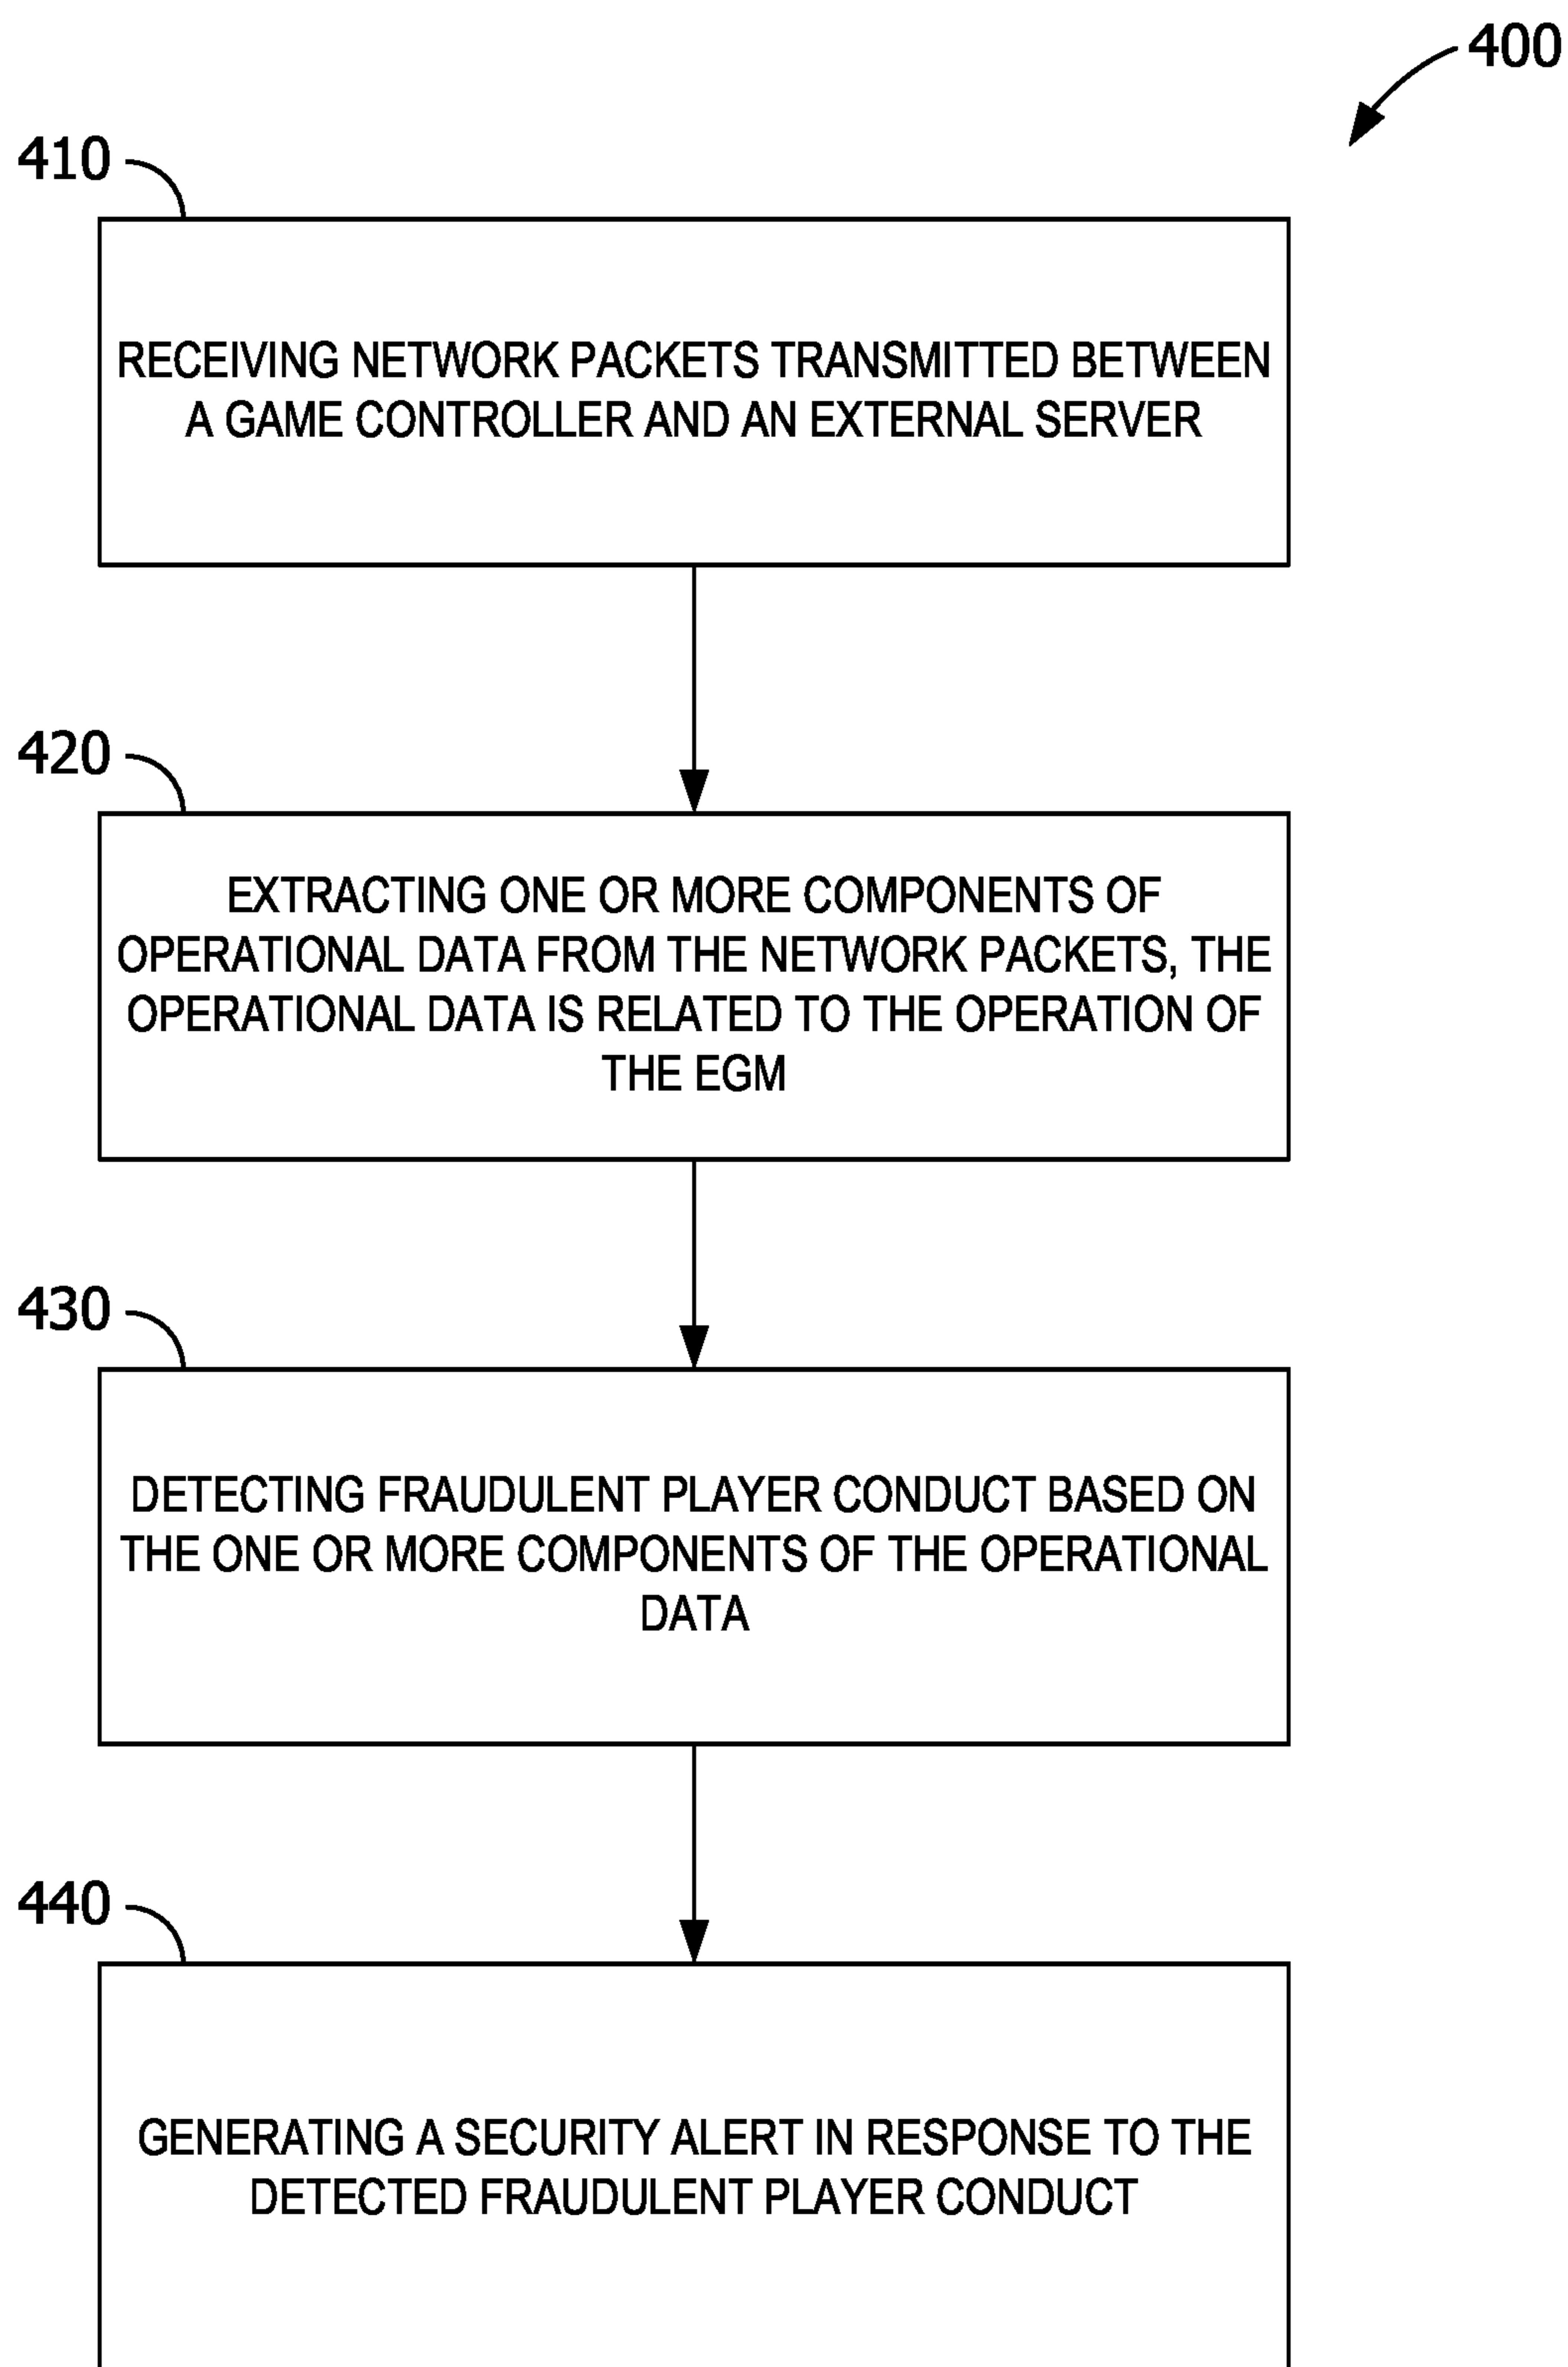 400
410
RECEIVING NETWORK PACKETS TRANSMITTED BETWEEN
A GAME CONTROLLER AND AN EXTERNAL SERVER
420
EXTRACTING ONE OR MORE COMPONENTS OF
OPERATIONAL DATA FROM THE NETWORK PACKETS, THE
OPERATIONAL DATA IS RELATED TO THE OPERATION OF
THE EGM
430
DETECTING FRAUDULENT PLAYER CONDUCT BASED ON
THE ONE OR MORE COMPONENTS OF THE OPERATIONAL
DATA
440
GENERATING A SECURITY ALERT IN RESPONSE TO THE
DETECTED FRAUDULENT PLAYER CONDUCT